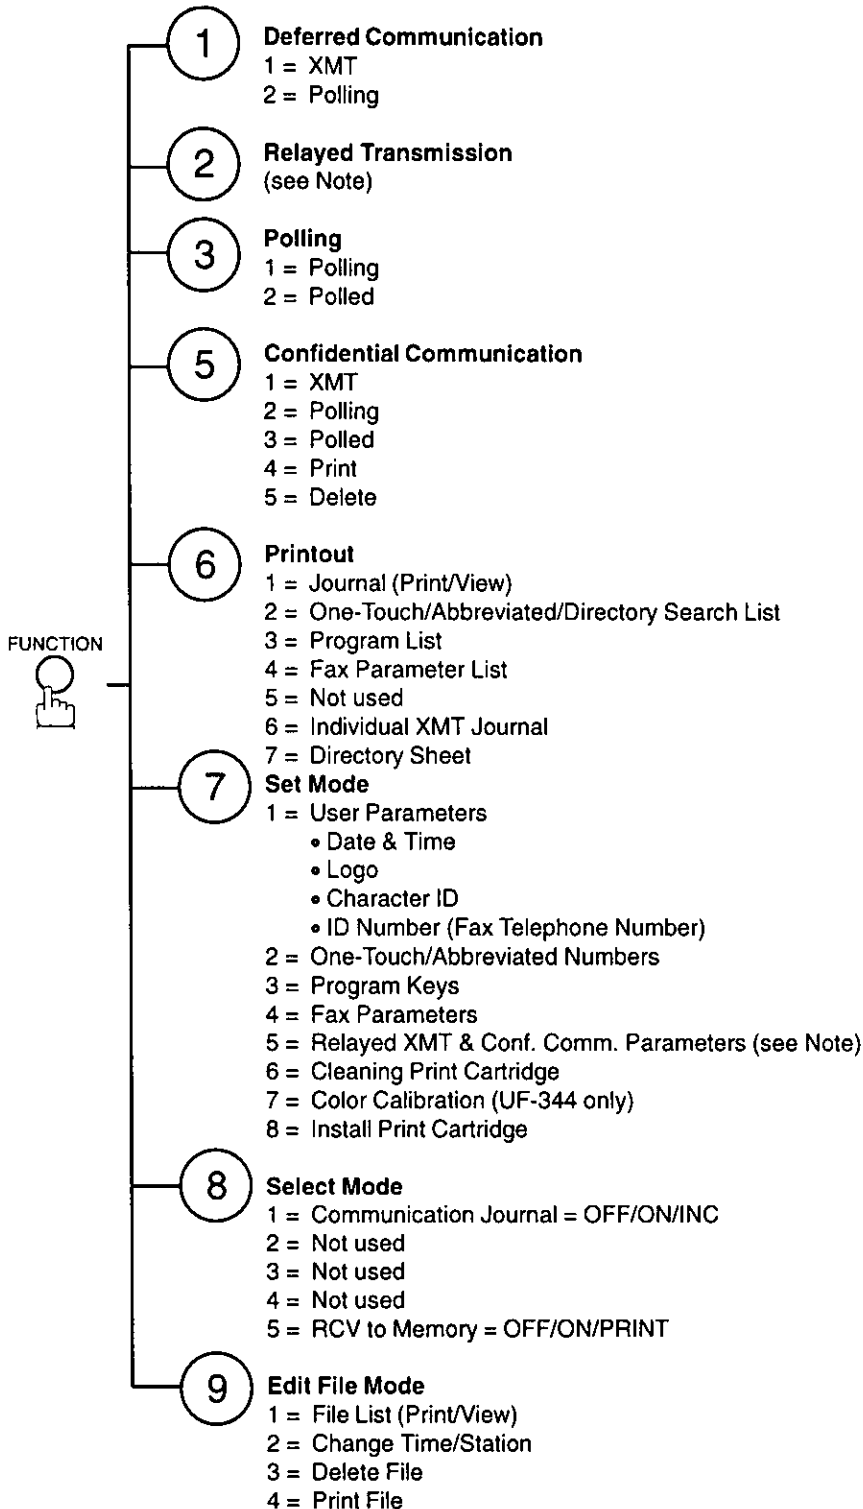 1
Deferred Communication
1 = XMT
2 = Polling
2
Relayed Transmission
(see Note)
3
Polling
1 = Polling
2 = Polled
5
Confidential Communication
1 = XMT
2 = Polling
3 = Polled
4 = Print
5 = Delete
6
Printout
1 = Journal (Print/View)
2 = One-Touch/Abbreviated/Directory Search List
3 = Program List
4 = Fax Parameter List
5 = Not used
6 = Individual XMT Journal
7 = Directory Sheet
FUNCTION
7
Set Mode
1 = User Parameters
• Date & Time
• Logo
• Character ID
• ID Number (Fax Telephone Number)
2 = One-Touch/Abbreviated Numbers
3 = Program Keys
4 = Fax Parameters
5 = Relayed XMT & Conf. Comm. Parameters (see Note)
6 = Cleaning Print Cartridge
7 = Color Calibration (UF-344 only)
8 = Install Print Cartridge
8
Select Mode
1 = Communication Journal = OFF/ON/INC
2 = Not used
3 = Not used
4 = Not used
5 = RCV to Memory = OFF/ON/PRINT
9
Edit File Mode
1 = File List (Print/View)
2 = Change Time/Station
3 = Delete File
4 = Print File